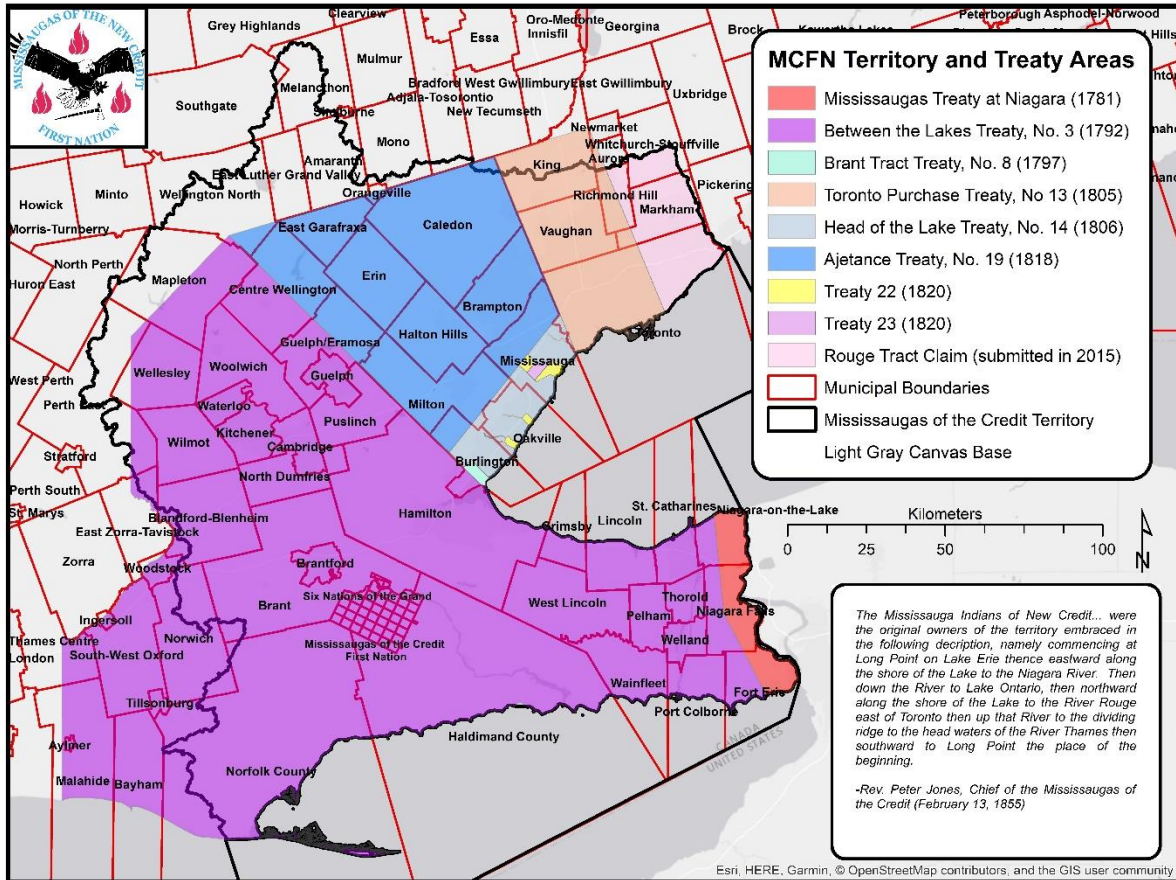 MISSISSAUGAS OF THE NEW CREDIT
FIRST NATION
Grey Highlands
Clearview
Oro-Medonte
Innisfil
Georgina
Brock
Peterborough
Asphodel-Norwood
Essa
Mulmur
Southgate
Melancthon
Bradford West Gwillimbury
East Gwillimbury
Adjala-Tosorontio
New Tecumseth
Uxbridge
Shelburne
Mono
Newmarket
Whitchurch-Stouffville
Aurora
King
Amaranth
East Luther Grand Valley
Orangeville
Pickering
Minto
Wellington North
Howick
Morris-Turnberry
Richmond Hill
Markham
Vaughan
Caledon
East Garafraxa
North Perth
Huron East
Mapleton
Erin
Centre Wellington
Brampton
Halton Hills
Toronto
Guelph/Eramosa
Mississauga
Guelph
Woolwich
Wellesley
West Perth
Perth East
Waterloo
Milton
Puslinch
Kitchener
Wilmot
Cambridge
Oakville
Stratford
Burlington
North Dumfries
Perth South
St. Marys
Hamilton
Blandford-Blenheim
East Zorra-Tavistock
Grimsby
Lincoln
St. Catharines
Niagara-on-the-Lake
Zorra
Woodstock
Brantford
Six Nations of the Grand
Brant
West Lincoln
Thorold
Pelham
Niagara Falls
Welland
Ingersoll
Thames Centre
London
Norwich
South-West Oxford
Mississaugas of the Credit
First Nation
Wainfleet
Fort Erie
Port Colborne
Tillsonburg
Haldimand County
CANADA
UNITED STATES
Aylmer
Malahide
Bayham
Norfolk County
MCFN Territory and Treaty Areas
Mississaugas Treaty at Niagara (1781)
Between the Lakes Treaty, No. 3 (1792)
Brant Tract Treaty, No. 8 (1797)
Toronto Purchase Treaty, No 13 (1805)
Head of the Lake Treaty, No. 14 (1806)
Ajetance Treaty, No. 19 (1818)
Treaty 22 (1820)
Treaty 23 (1820)
Rouge Tract Claim (submitted in 2015)
Municipal Boundaries
Mississaugas of the Credit Territory
Light Gray Canvas Base
Kilometers
0 25 50 100
N
The Mississauga Indians of New Credit... were
the original owners of the territory embraced in
the following decription, namely commencing at
Long Point on Lake Erie thence eastward along
the shore of the Lake to the Niagara River. Then
down the River to Lake Ontario, then northward
along the shore of the Lake to the River Rouge
east of Toronto then up that River to the dividing
ridge to the head waters of the River Thames then
southward to Long Point the place of the
beginning.
-Rev. Peter Jones, Chief of the Mississaugas of
the Credit (February 13, 1855)
Esri, HERE, Garmin, © OpenStreetMap contributors, and the GIS user community